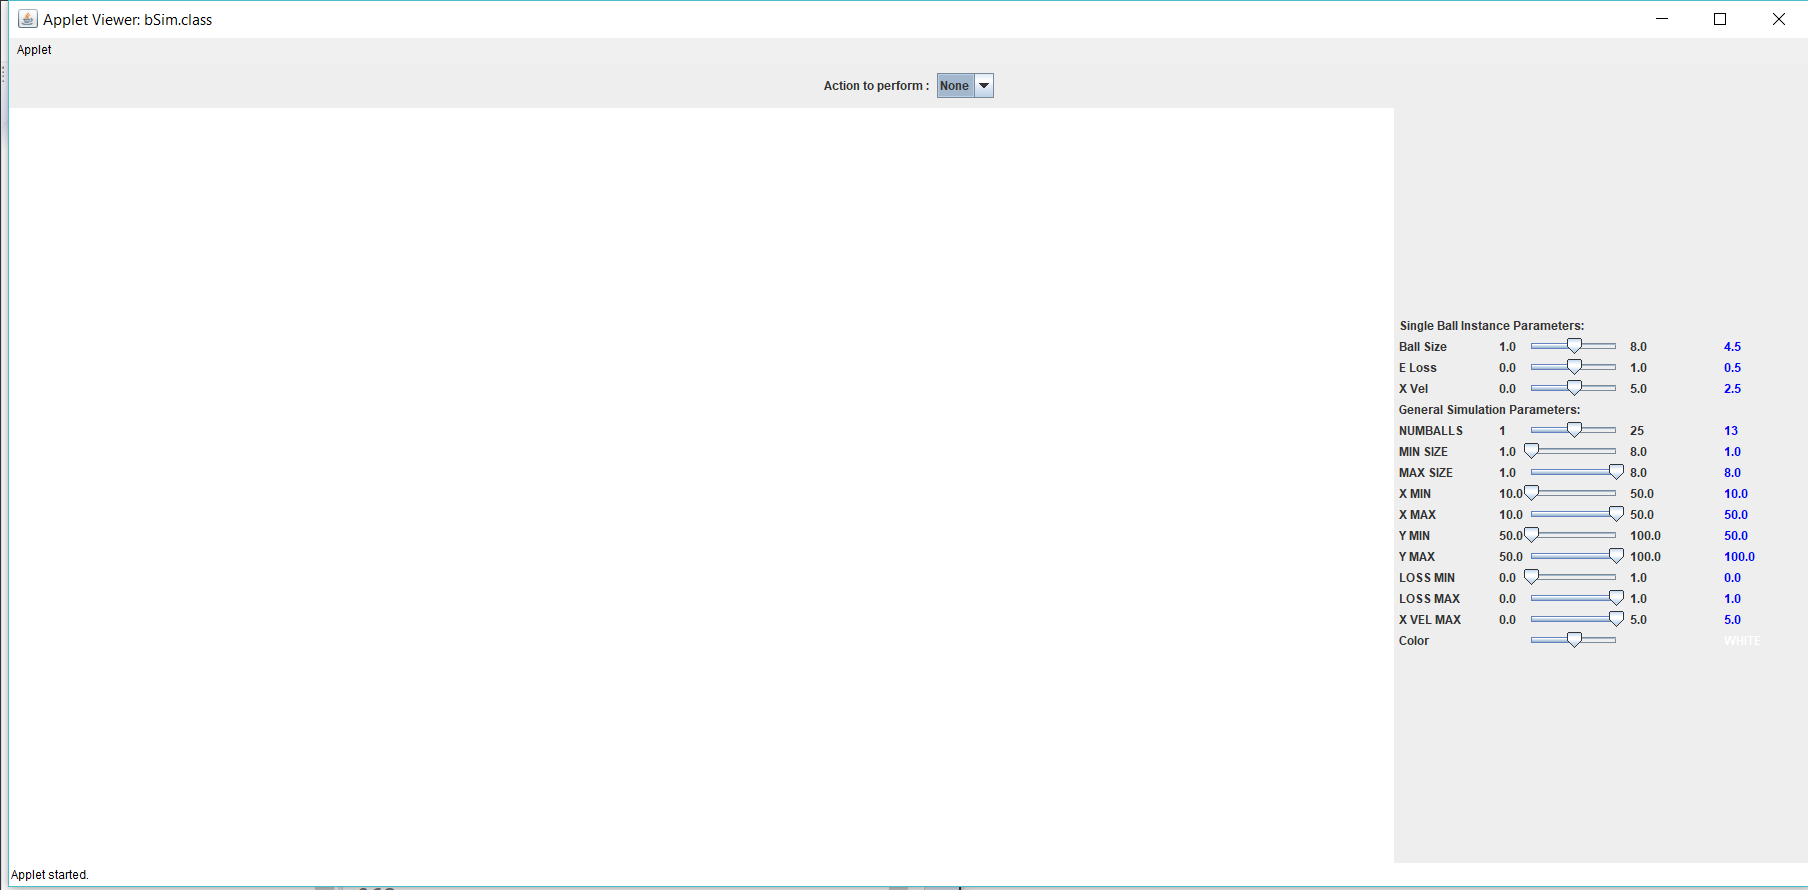 Applet Viewer: bSim.class
Applet
Action to perform : None
Single Ball Instance Parameters:
Ball Size 1.0 8.0 4.5
E Loss 0.0 1.0 0.5
X Vel 0.0 5.0 2.5
General Simulation Parameters:
NUMBALLS 1 25 13
MIN SIZE 1.0 8.0 1.0
MAX SIZE 1.0 8.0 8.0
X MIN 10.0 50.0 10.0
X MAX 10.0 50.0 50.0
Y MIN 50.0 100.0 50.0
Y MAX 50.0 100.0 100.0
LOSS MIN 0.0 1.0 0.0
LOSS MAX 0.0 1.0 1.0
X VEL MAX 0.0 5.0 5.0
Color WHITE
Applet started.